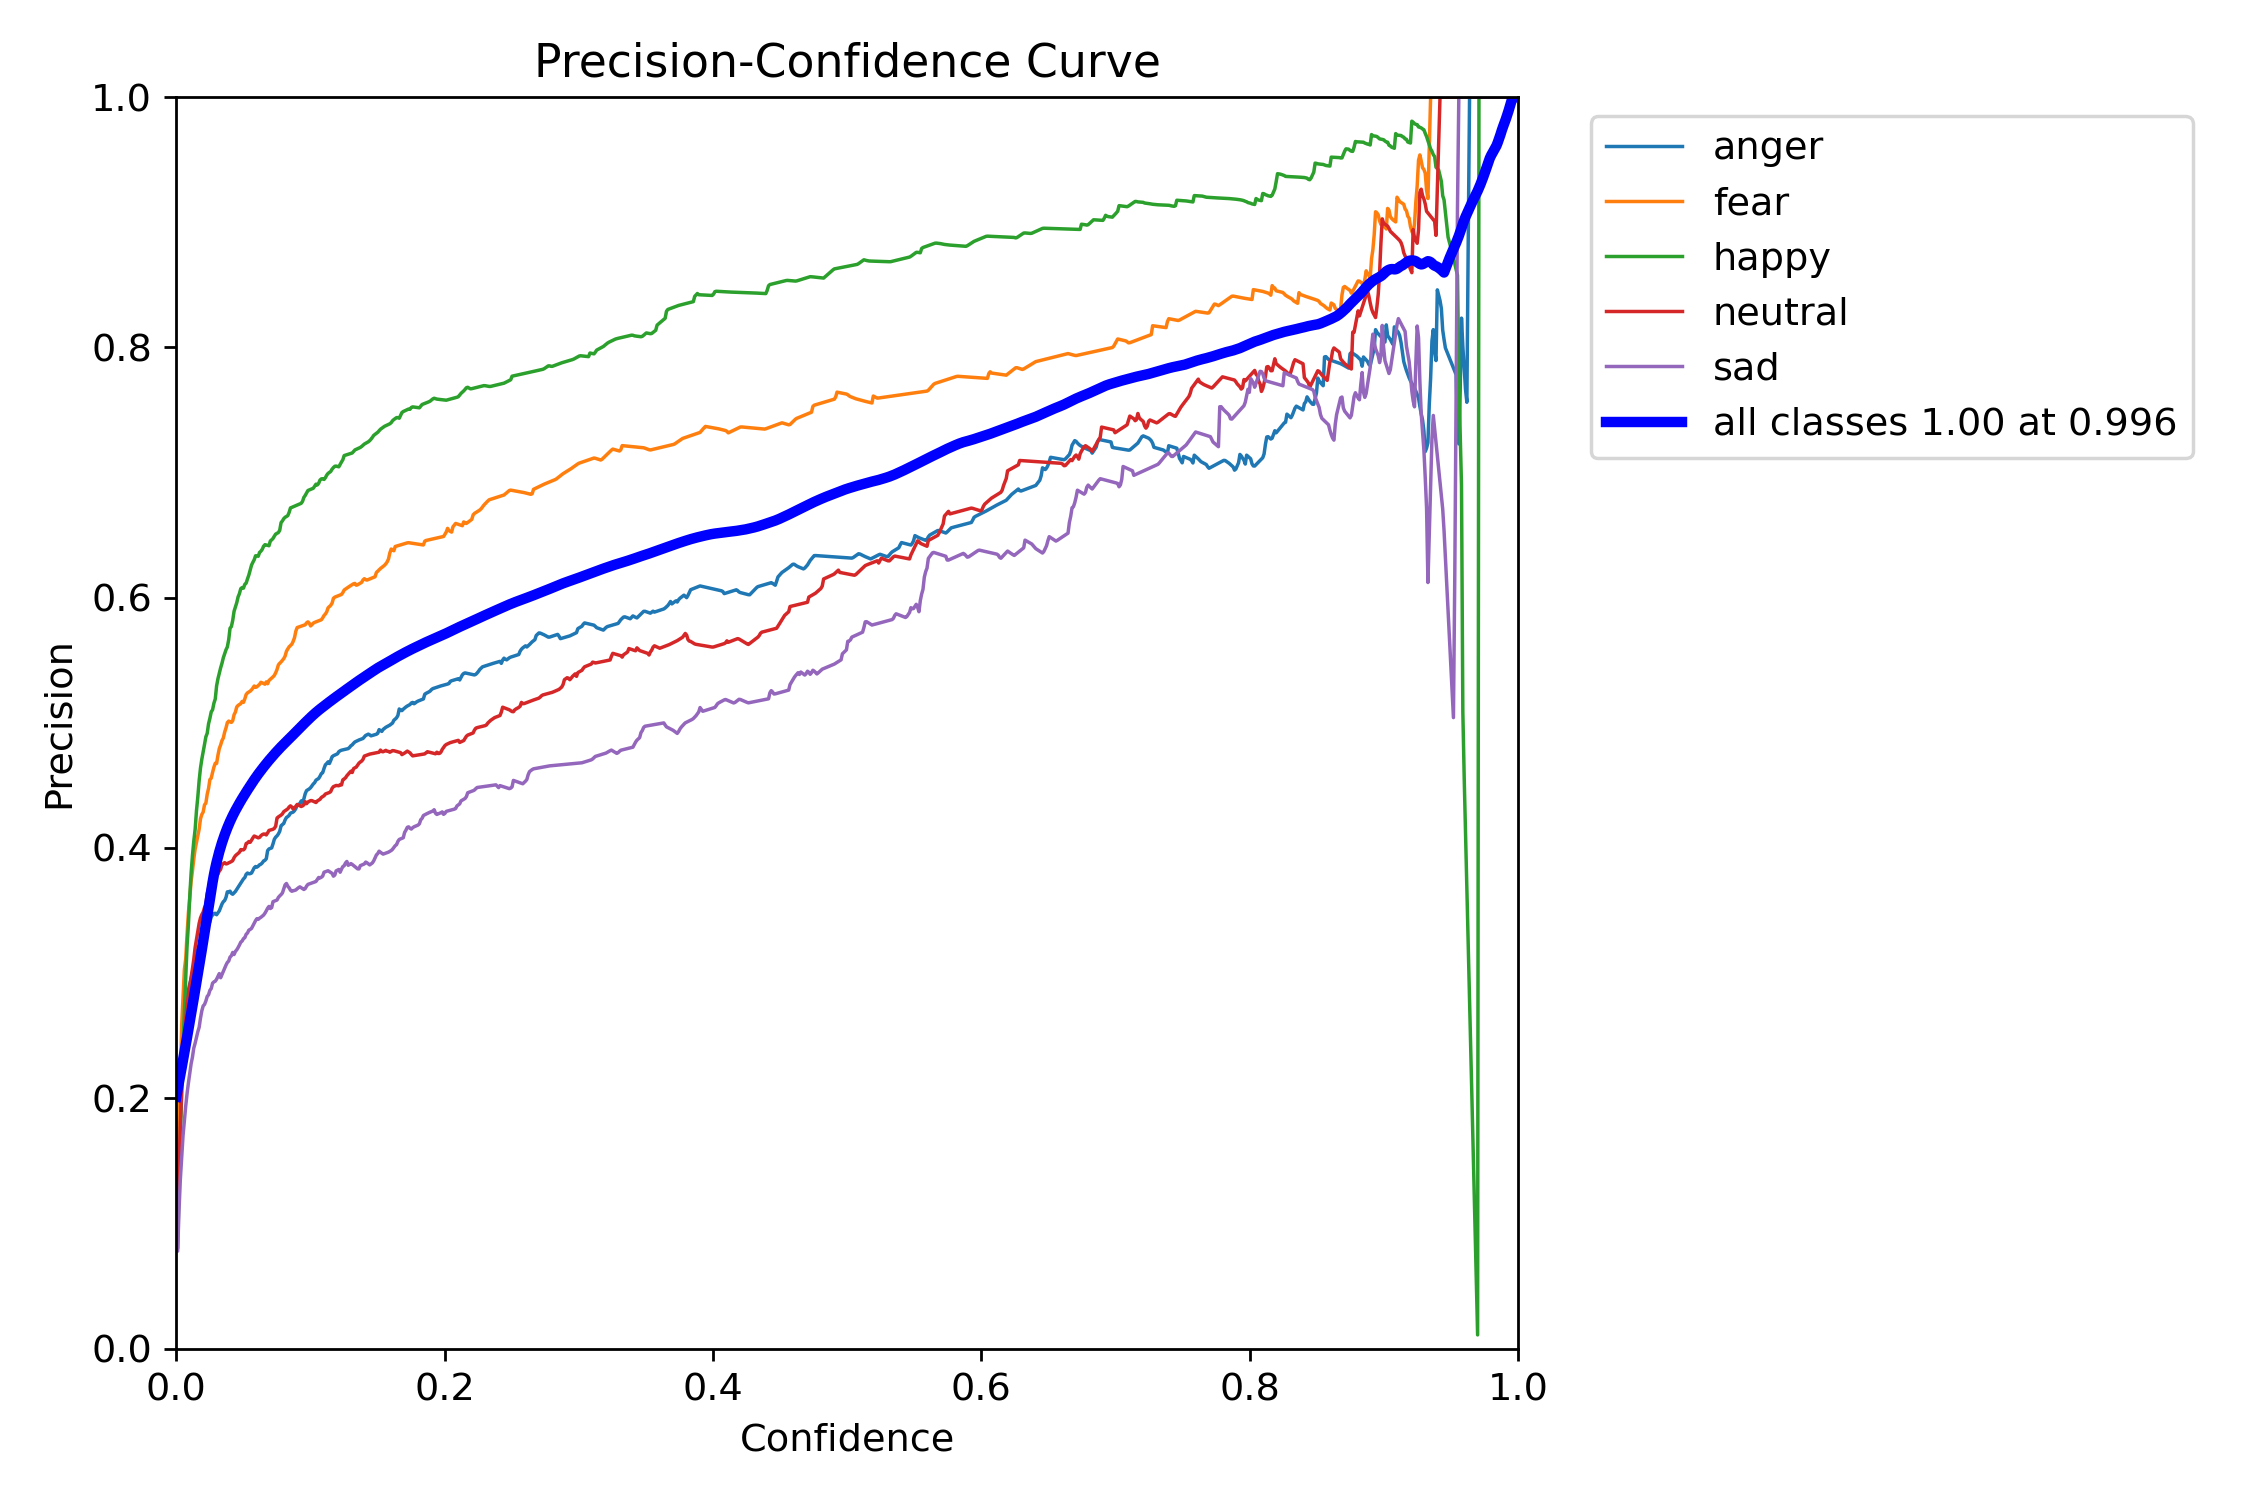 Precision-Confidence Curve
1.0
0.8
0.6
0.4
0.2
0.0
Precision
0.0 0.2 0.4 0.6 0.8 1.0
Confidence
anger
fear
happy
neutral
sad
all classes 1.00 at 0.996